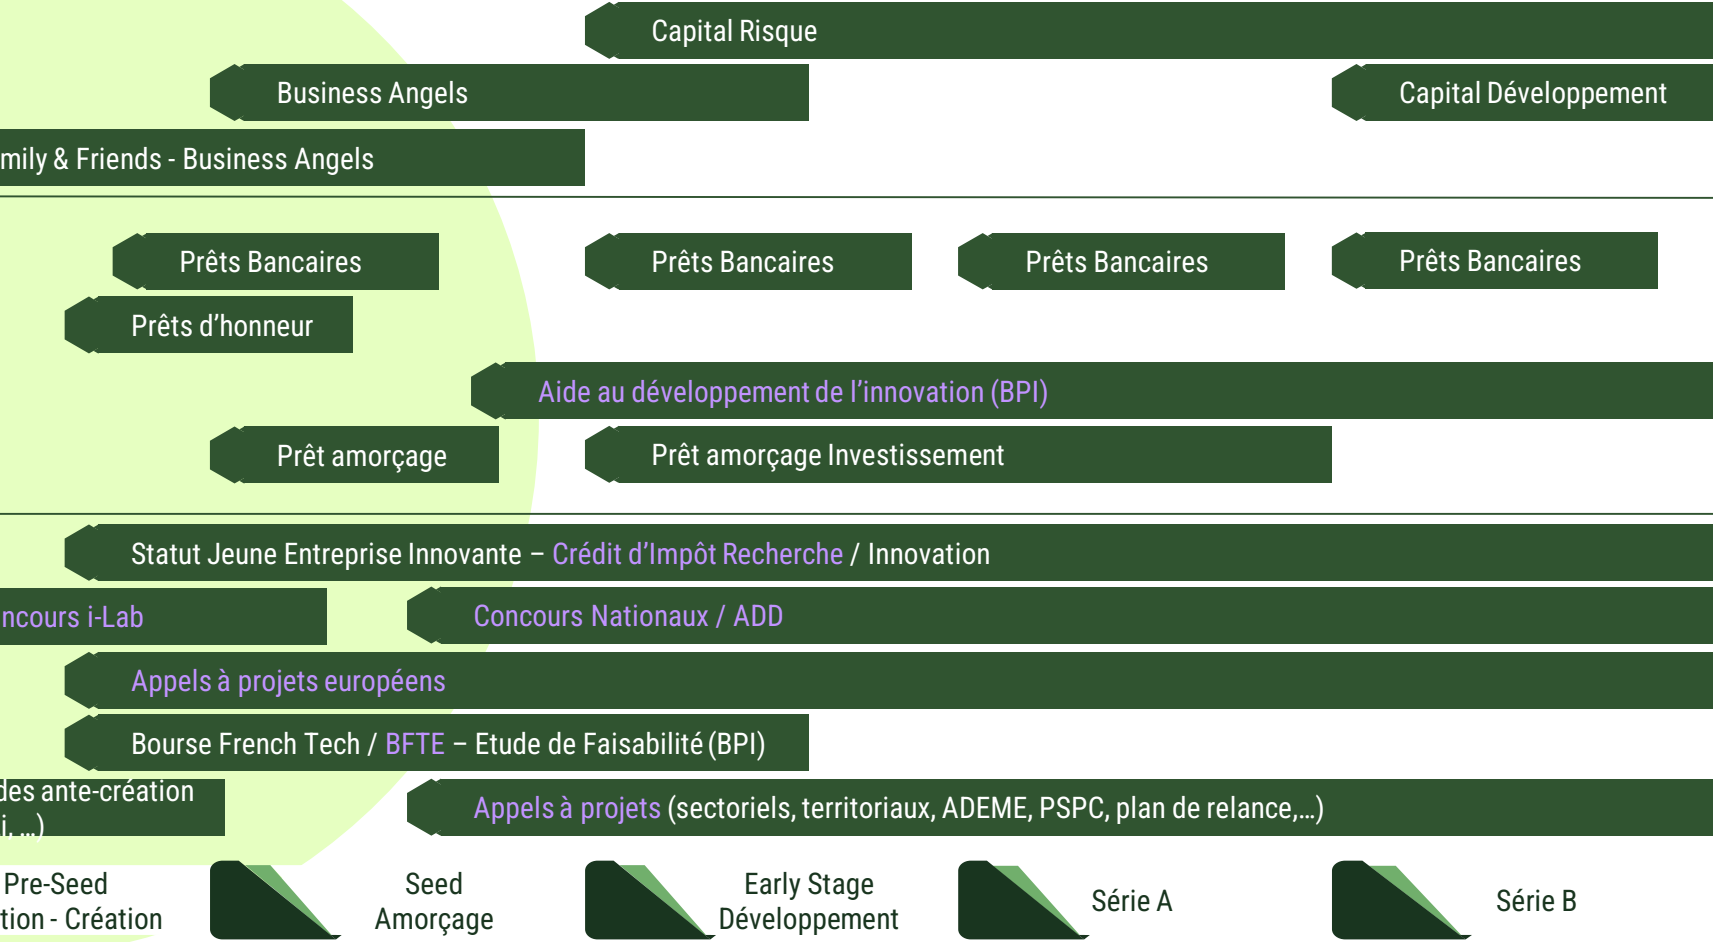 Capital Risque
Business Angels
Capital Développement
mily & Friends - Business Angels
Prêts Bancaires
Prêts Bancaires
Prêts Bancaires
Prêts Bancaires
Prêts d’honneur
Aide au développement de l’innovation (BPI)
Prêt amorçage
Prêt amorçage Investissement
Statut Jeune Entreprise Innovante – Crédit d’Impôt Recherche / Innovation
ncours i-Lab
Concours Nationaux / ADD
Appels à projets européens
Bourse French Tech / BFTE – Etude de Faisabilité (BPI)
des ante-création
i, …)
Appels à projets (sectoriels, territoriaux, ADEME, PSPC, plan de relance,…)
Pre-Seed
tion - Création
Seed
Amorçage
Early Stage
Développement
Série A
Série B